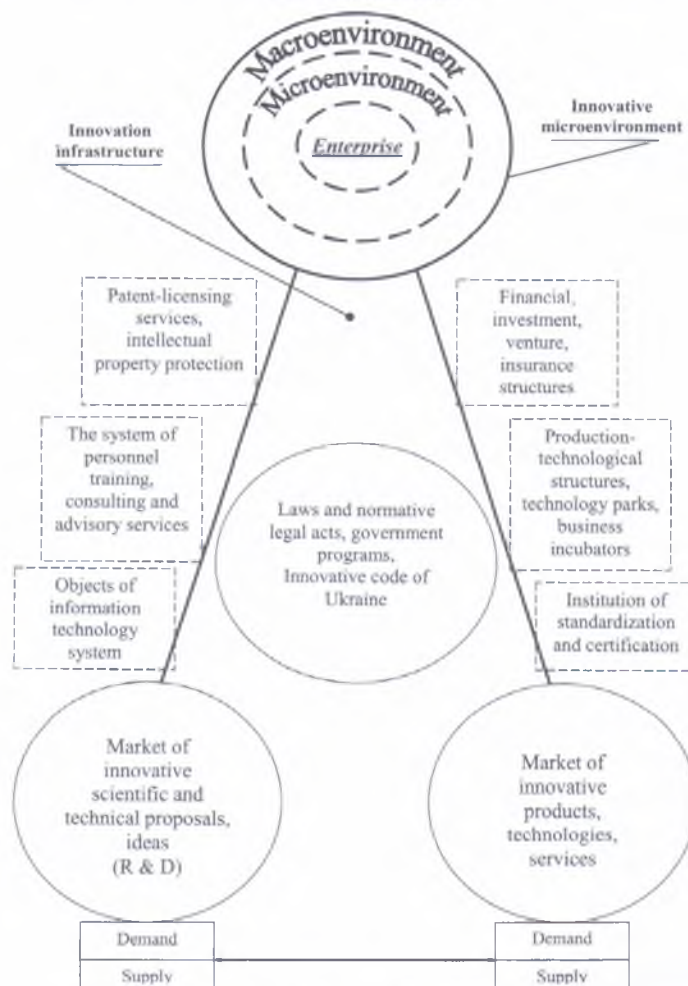 Macroenvironment
Microenvironment
Enterprise
Innovation
infrastructure
Innovative
microenvironment
Patent-licensing
services,
intellectual
property protection
Financial,
investment,
venture,
insurance
structures
The system of
personnel
training,
consulting and
advisory services
Production-
technological
structures,
technology parks,
business
incubators
Laws and normative
legal acts, government
programs,
Innovative code of
Ukraine
Objects of
information
technology
system
Institution of
standardization
and certification
Market of
innovative
scientific and
technical proposals,
ideas
(R & D)
Market of
innovative
products,
technologies,
services
Demand
Supply
Demand
Supply